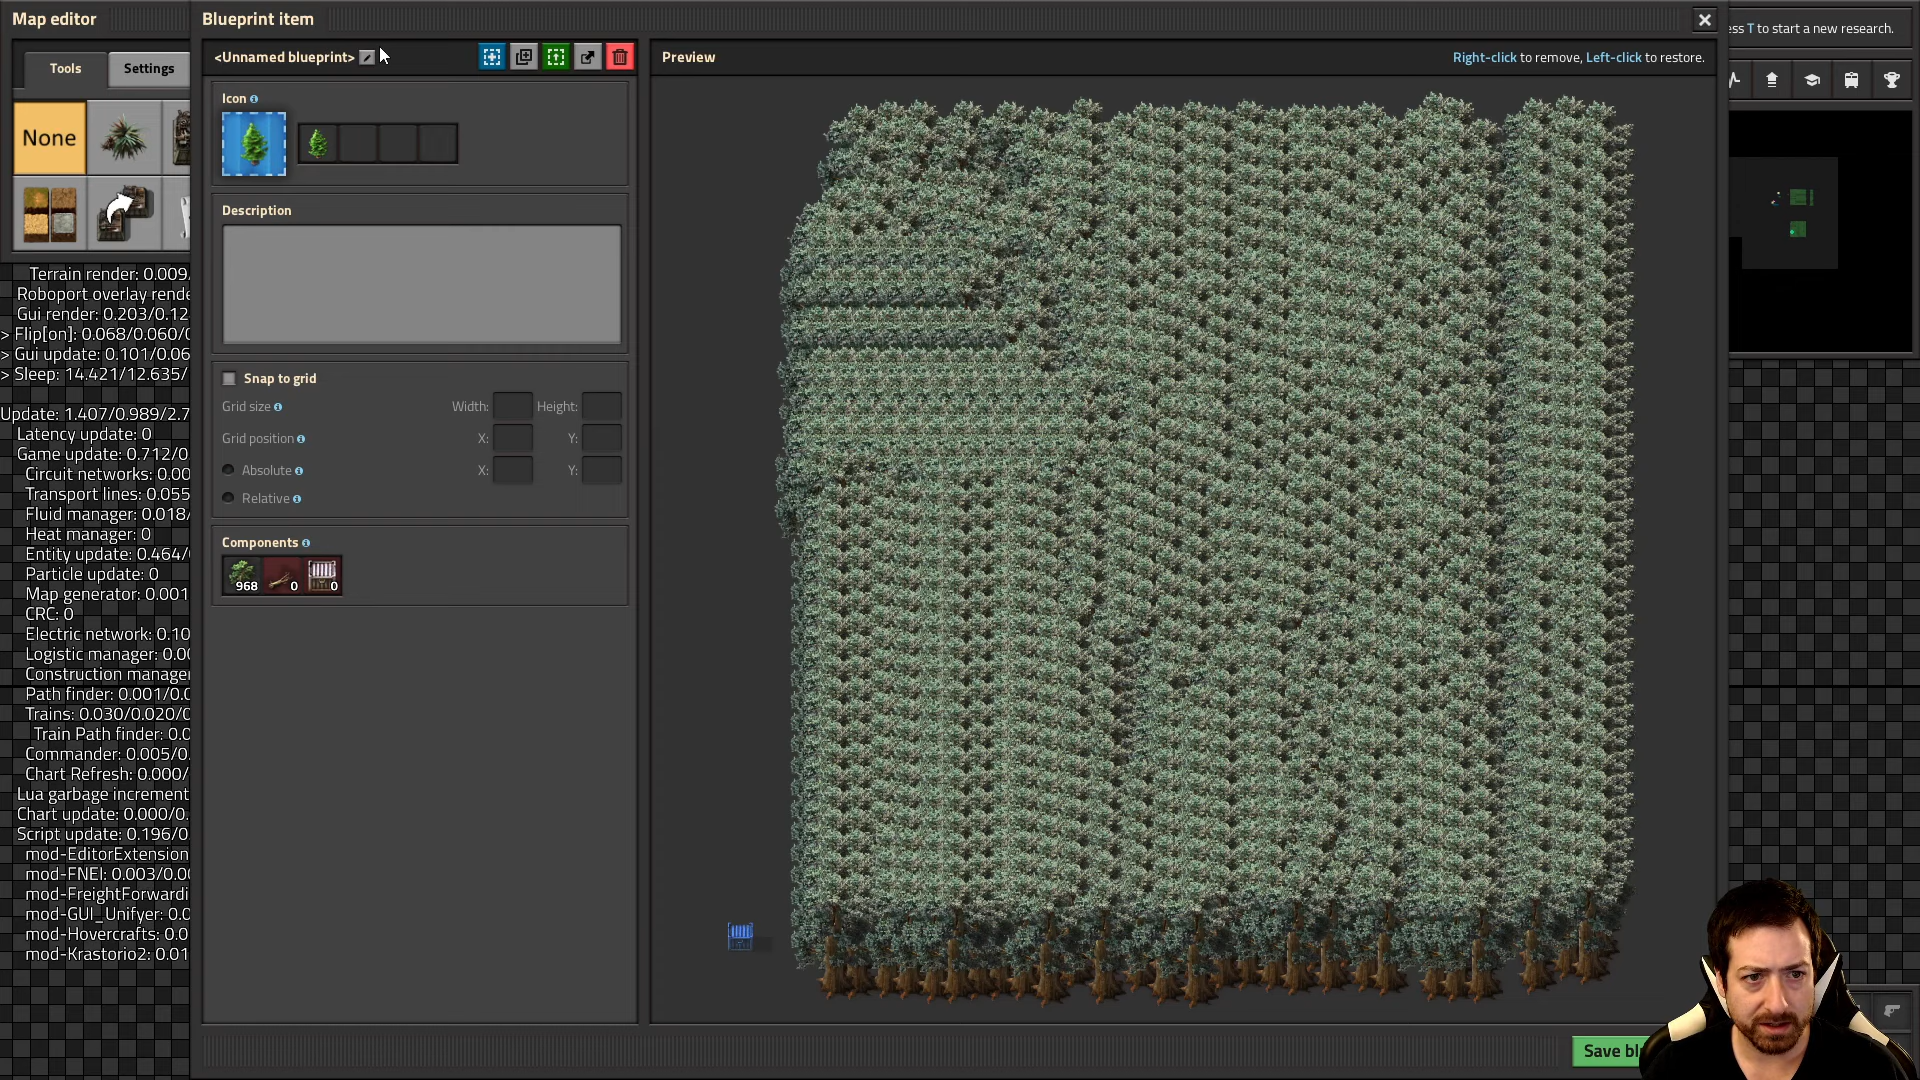 Map editor
Tools
Settings
None
Blueprint item
<Unnamed blueprint>
Icon
Description
Snap to grid
Grid size
Width:
Height:
Grid position
X:
Y:
Absolute
X:
Y:
Relative
Components
968
0
0
Preview
Right-click to remove, Left-click to restore.
T to start a new research.
Terrain render: 0.009
Roboport overlay rende
Gui render: 0.203/0.12
> Flip[on]: 0.068/0.060/
> Gui update: 0.101/0.06
> Sleep: 14.421/12.635/
Update: 1.407/0.989/2.7
Latency update: 0
Game update: 0.712/0.
Circuit networks: 0.00
Transport lines: 0.055
Fluid manager: 0.018/
Heat manager: 0
Entity update: 0.464/
Particle update: 0
Map generator: 0.001
CRC: 0
Electric network: 0.10
Logistic manager: 0.00
Construction manager
Path finder: 0.001/0.0
Trains: 0.030/0.020/0
Train Path finder: 0.0
Commander: 0.005/0.
Chart Refresh: 0.000/
Lua garbage increment
Chart update: 0.000/0.
Script update: 0.196/0.
mod-EditorExtension
mod-FNEI: 0.003/0.00
mod-FreightForwardi
mod-GUI_Unifyer: 0.0
mod-Hovercrafts: 0.0
mod-Krastorio2: 0.01
Save bl